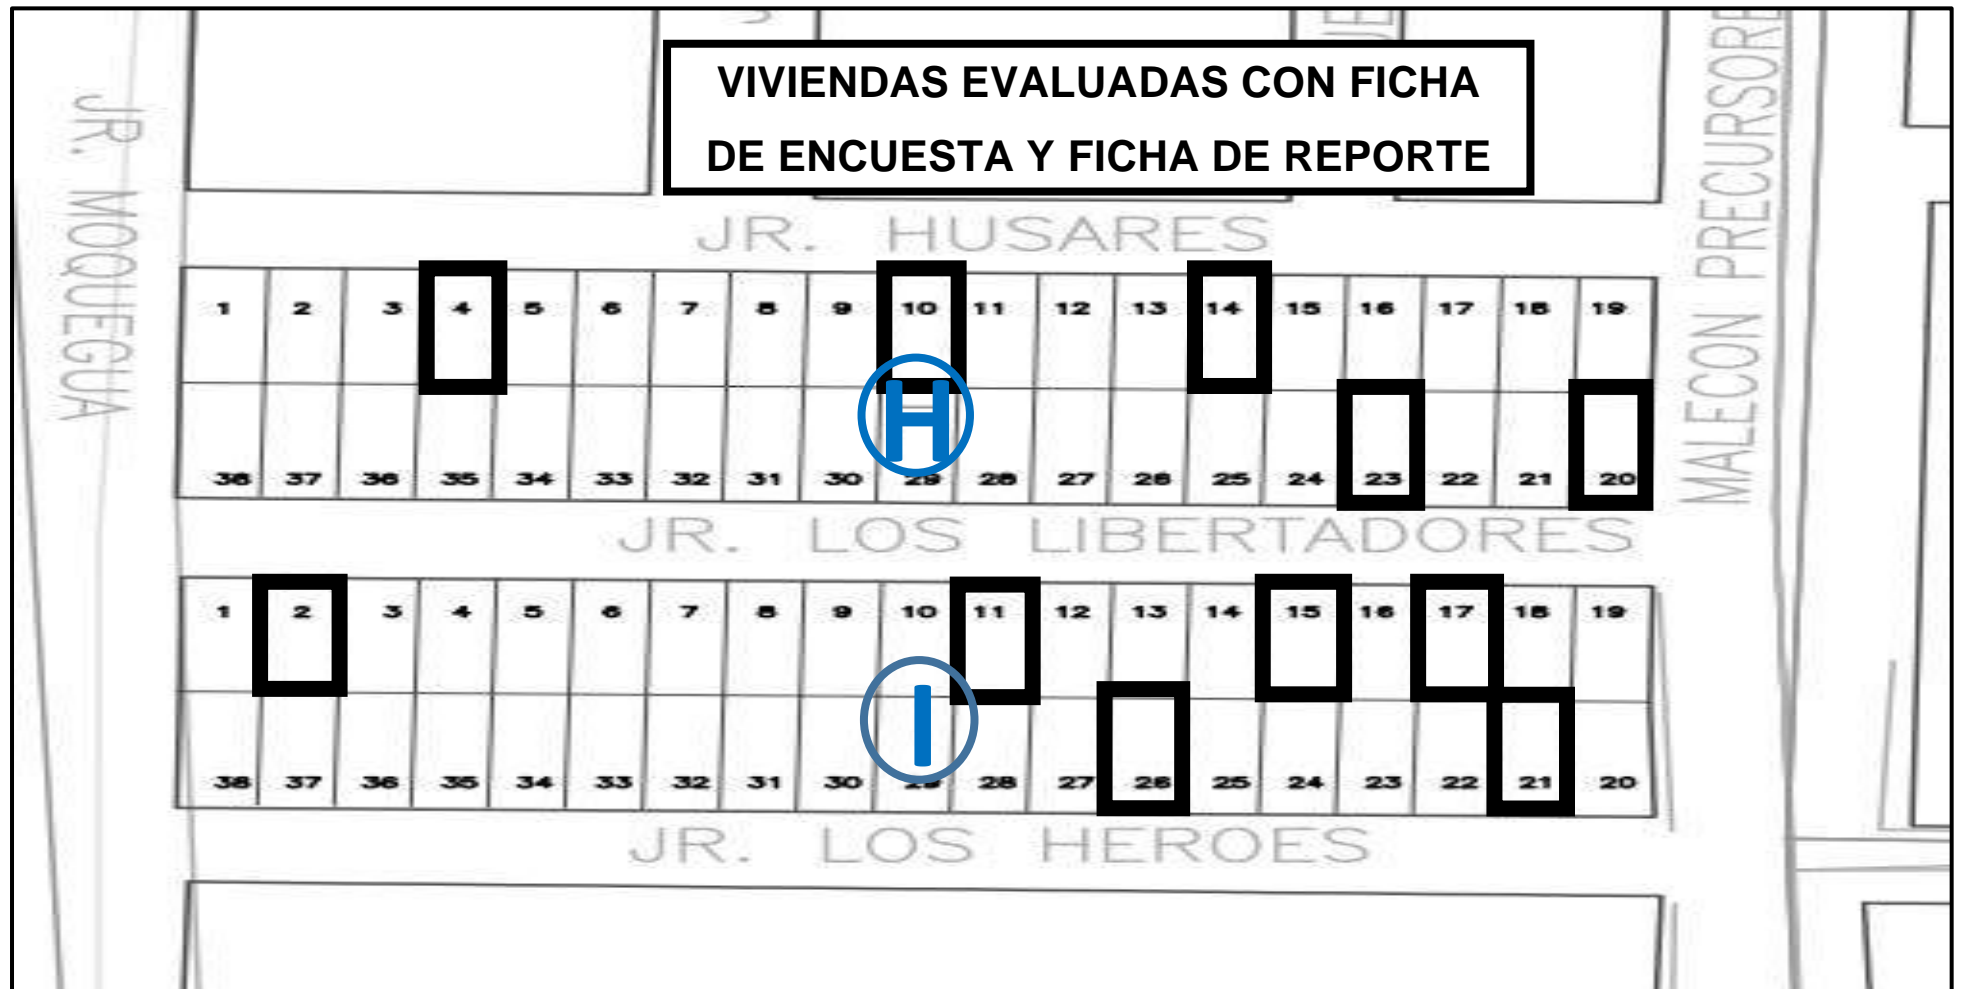 VIVIENDAS EVALUADAS CON FICHA
DE ENCUESTA Y FICHA DE REPORTE
JR. MOQUEGUA
MALECON PRECURSORE
JR. HUSARES
1 2 3 4 5 6 7 8 9 10 11 12 13 14 15 16 17 18 19
H
38 37 36 35 34 33 32 31 30 29 28 27 26 25 24 23 22 21 20
JR. LOS LIBERTADORES
1 2 3 4 5 6 7 8 9 10 11 12 13 14 15 16 17 18 19
I
38 37 36 35 34 33 32 31 30 29 28 27 26 25 24 23 22 21 20
JR. LOS HEROES